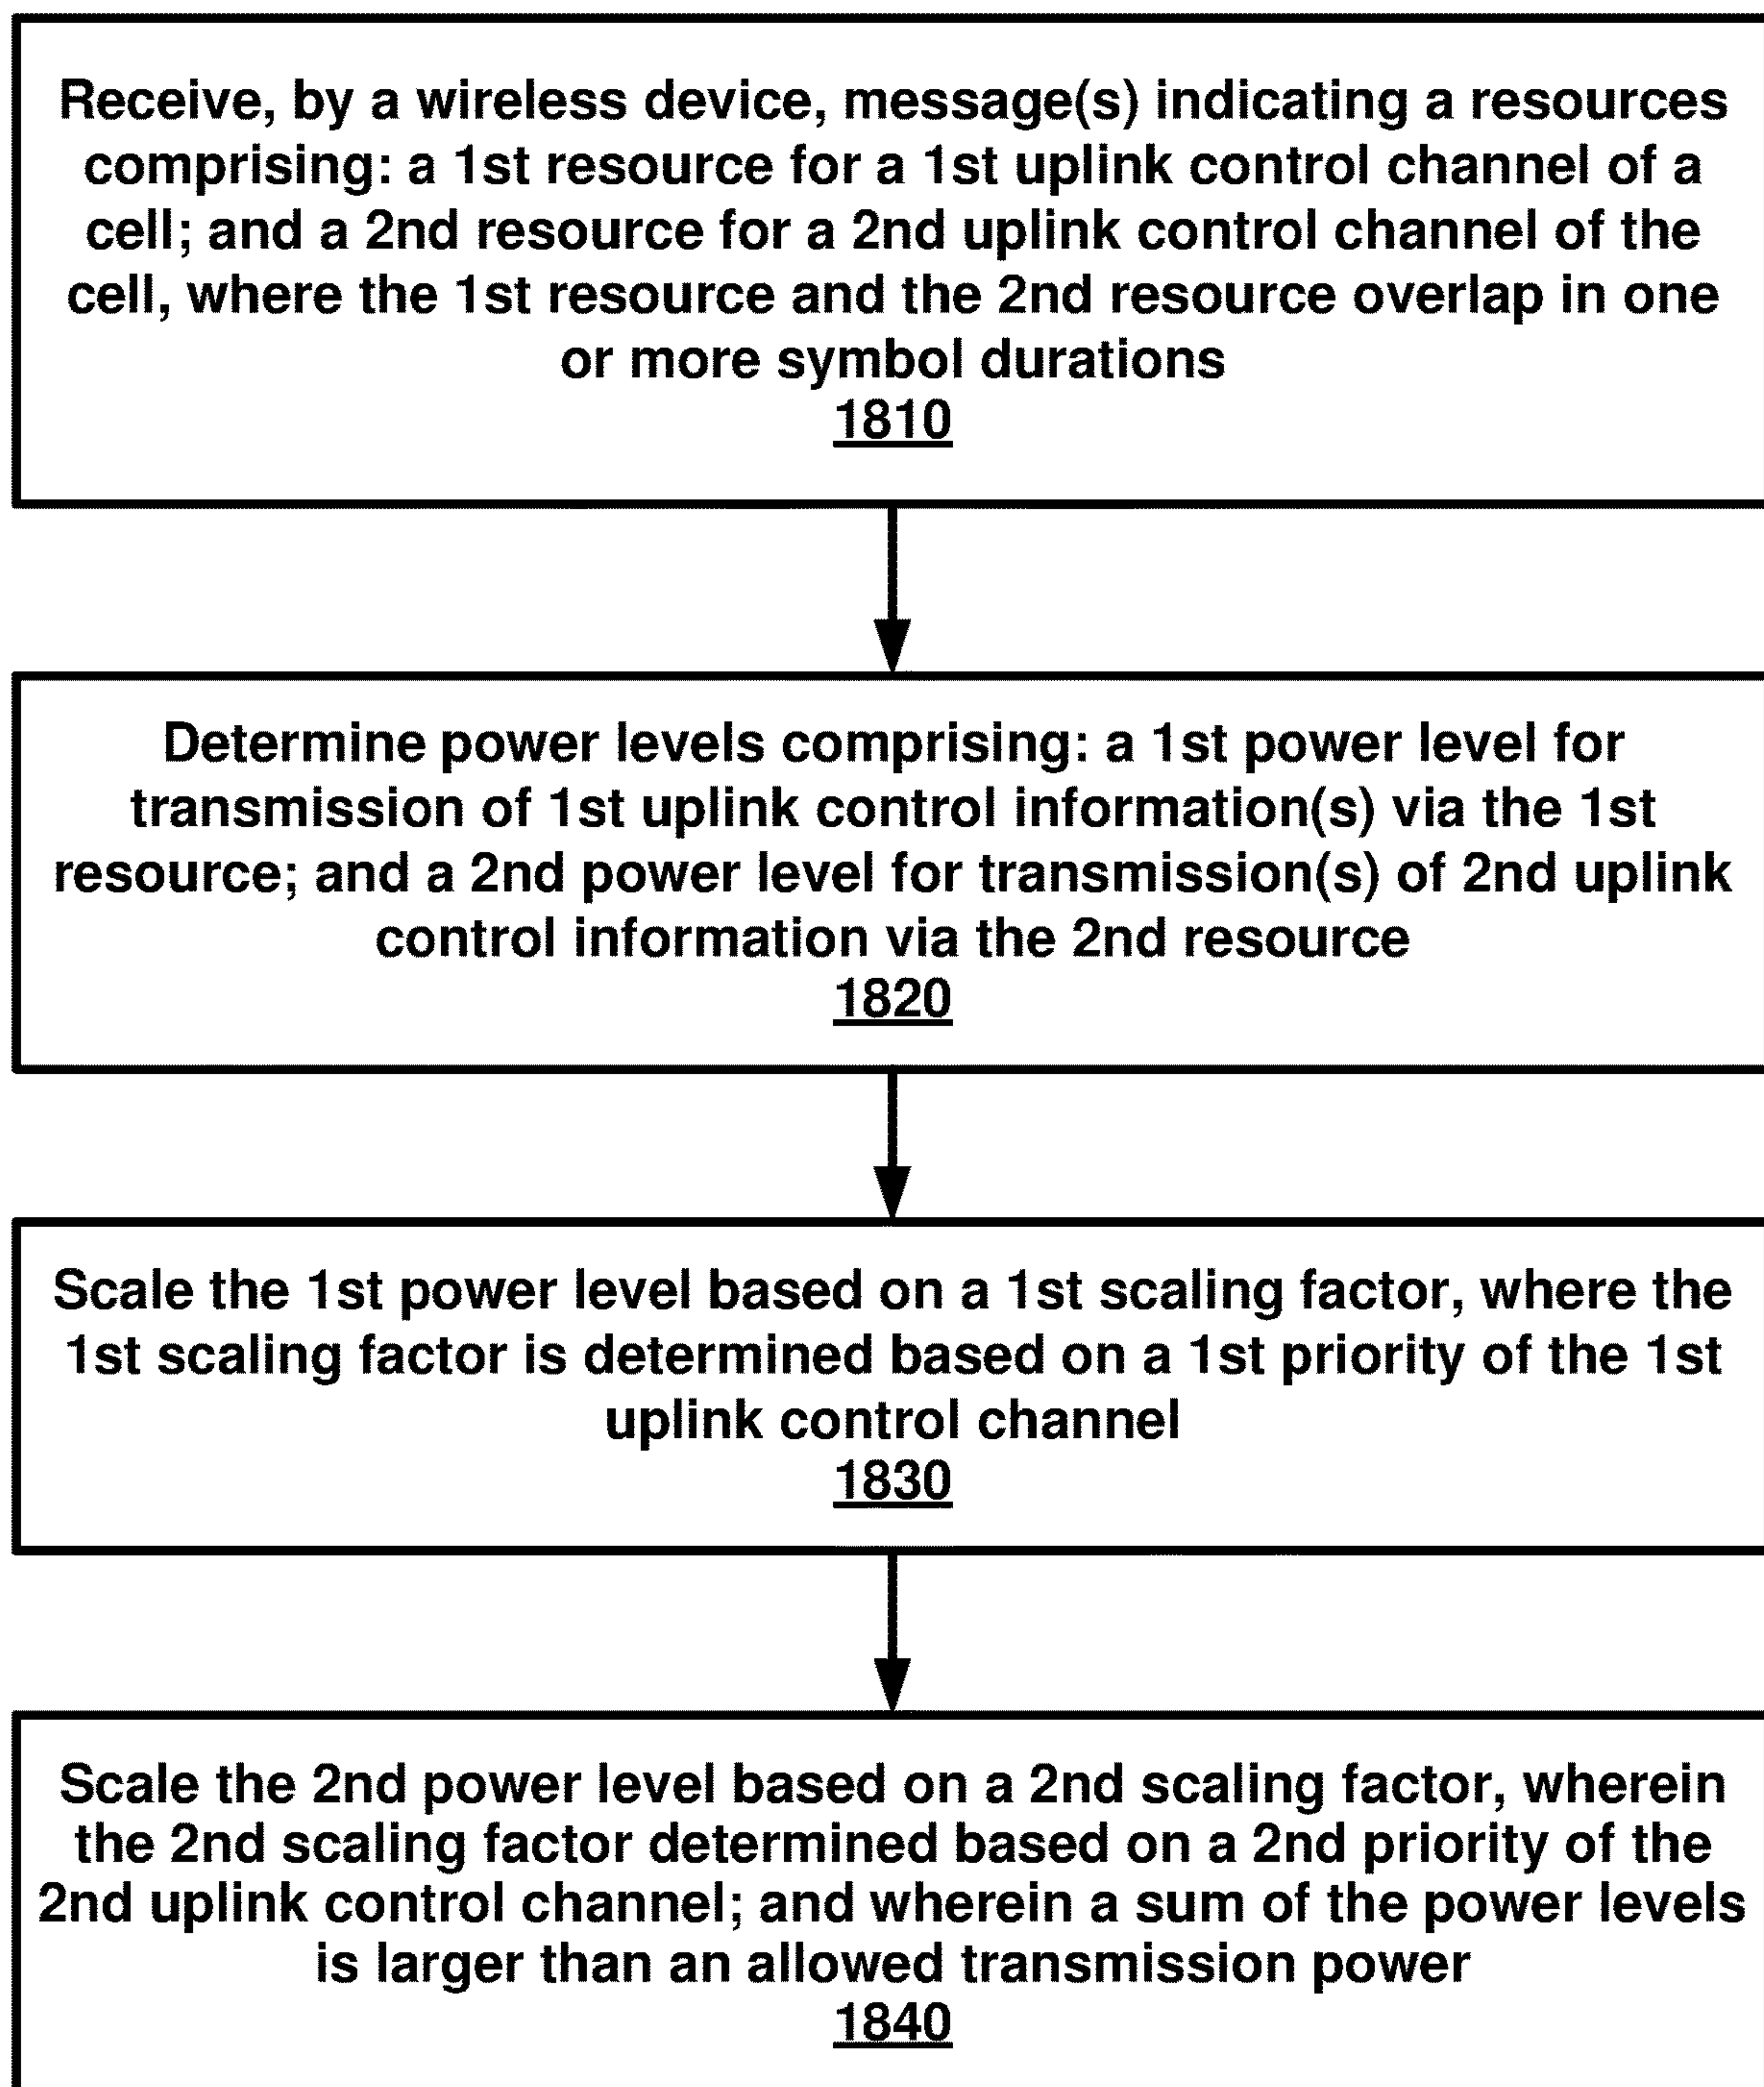 Receive, by a wireless device, message(s) indicating a resources
comprising: a 1st resource for a 1st uplink control channel of a
cell; and a 2nd resource for a 2nd uplink control channel of the
cell, where the 1st resource and the 2nd resource overlap in one
or more symbol durations
1810
Determine power levels comprising: a 1st power level for
transmission of 1st uplink control information(s) via the 1st
resource; and a 2nd power level for transmission(s) of 2nd uplink
control information via the 2nd resource
1820
Scale the 1st power level based on a 1st scaling factor, where the
1st scaling factor is determined based on a 1st priority of the 1st
uplink control channel
1830
Scale the 2nd power level based on a 2nd scaling factor, wherein
the 2nd scaling factor determined based on a 2nd priority of the
2nd uplink control channel; and wherein a sum of the power levels
is larger than an allowed transmission power
1840